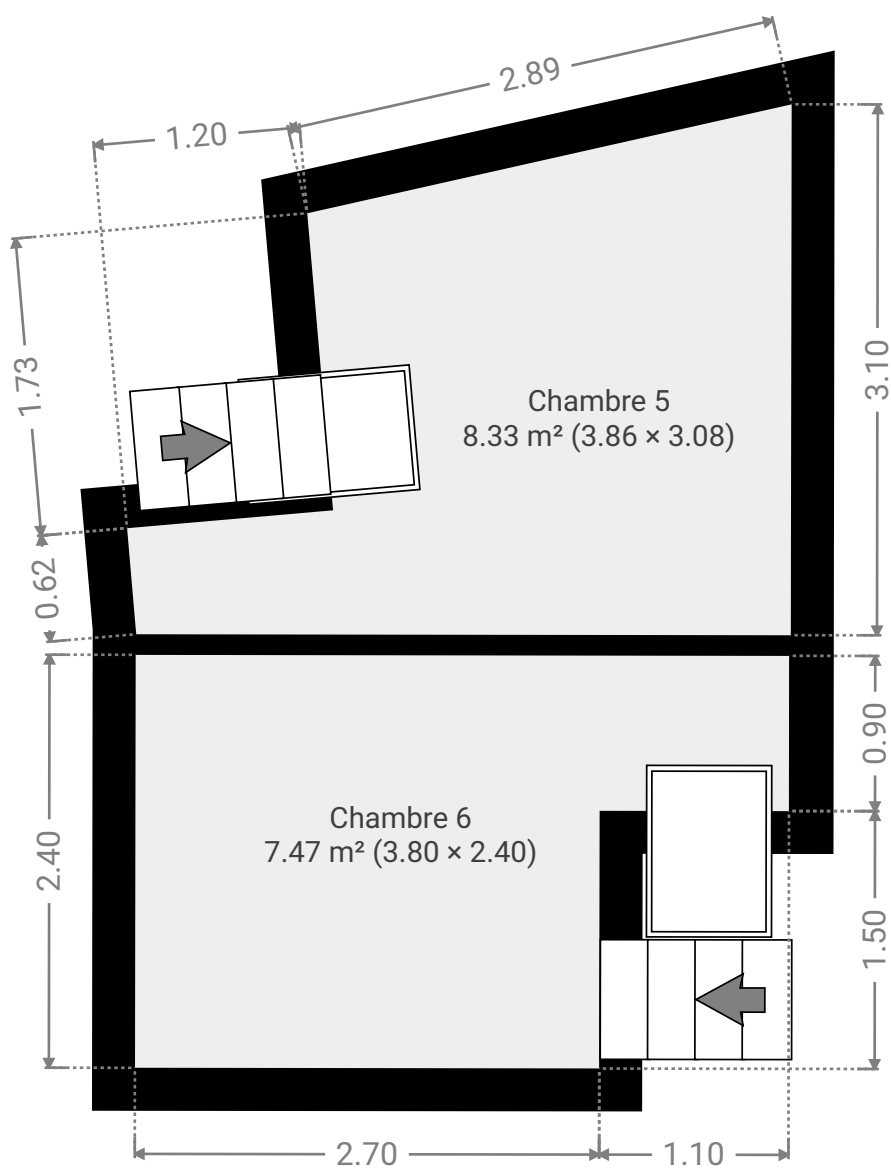 2.89
1.20
1.73
3.10
Chambre 5
8.33 m² (3.86 × 3.08)
0.62
0.90
Chambre 6
7.47 m² (3.80 × 2.40)
2.40
1.50
2.70
1.10